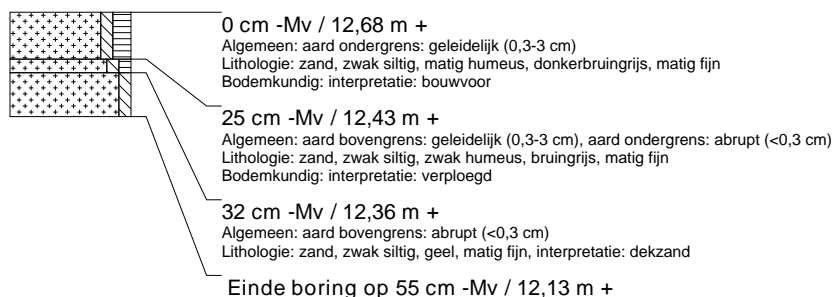 0 cm -Mv / 12,68 m +
Algemeen: aard ondergrens: geleidelijk (0,3-3 cm)
Lithologie: zand, zwak siltig, matig humeus, donkerbruingrijs, matig fijn
Bodemkundig: interpretatie: bouwvoor
25 cm -Mv / 12,43 m +
Algemeen: aard bovengrens: geleidelijk (0,3-3 cm), aard ondergrens: abrupt (<0,3 cm)
Lithologie: zand, zwak siltig, zwak humeus, bruingrijs, matig fijn
Bodemkundig: interpretatie: verploegd
32 cm -Mv / 12,36 m +
Algemeen: aard bovengrens: abrupt (<0,3 cm)
Lithologie: zand, zwak siltig, geel, matig fijn, interpretatie: dekzand
Einde boring op 55 cm -Mv / 12,13 m +